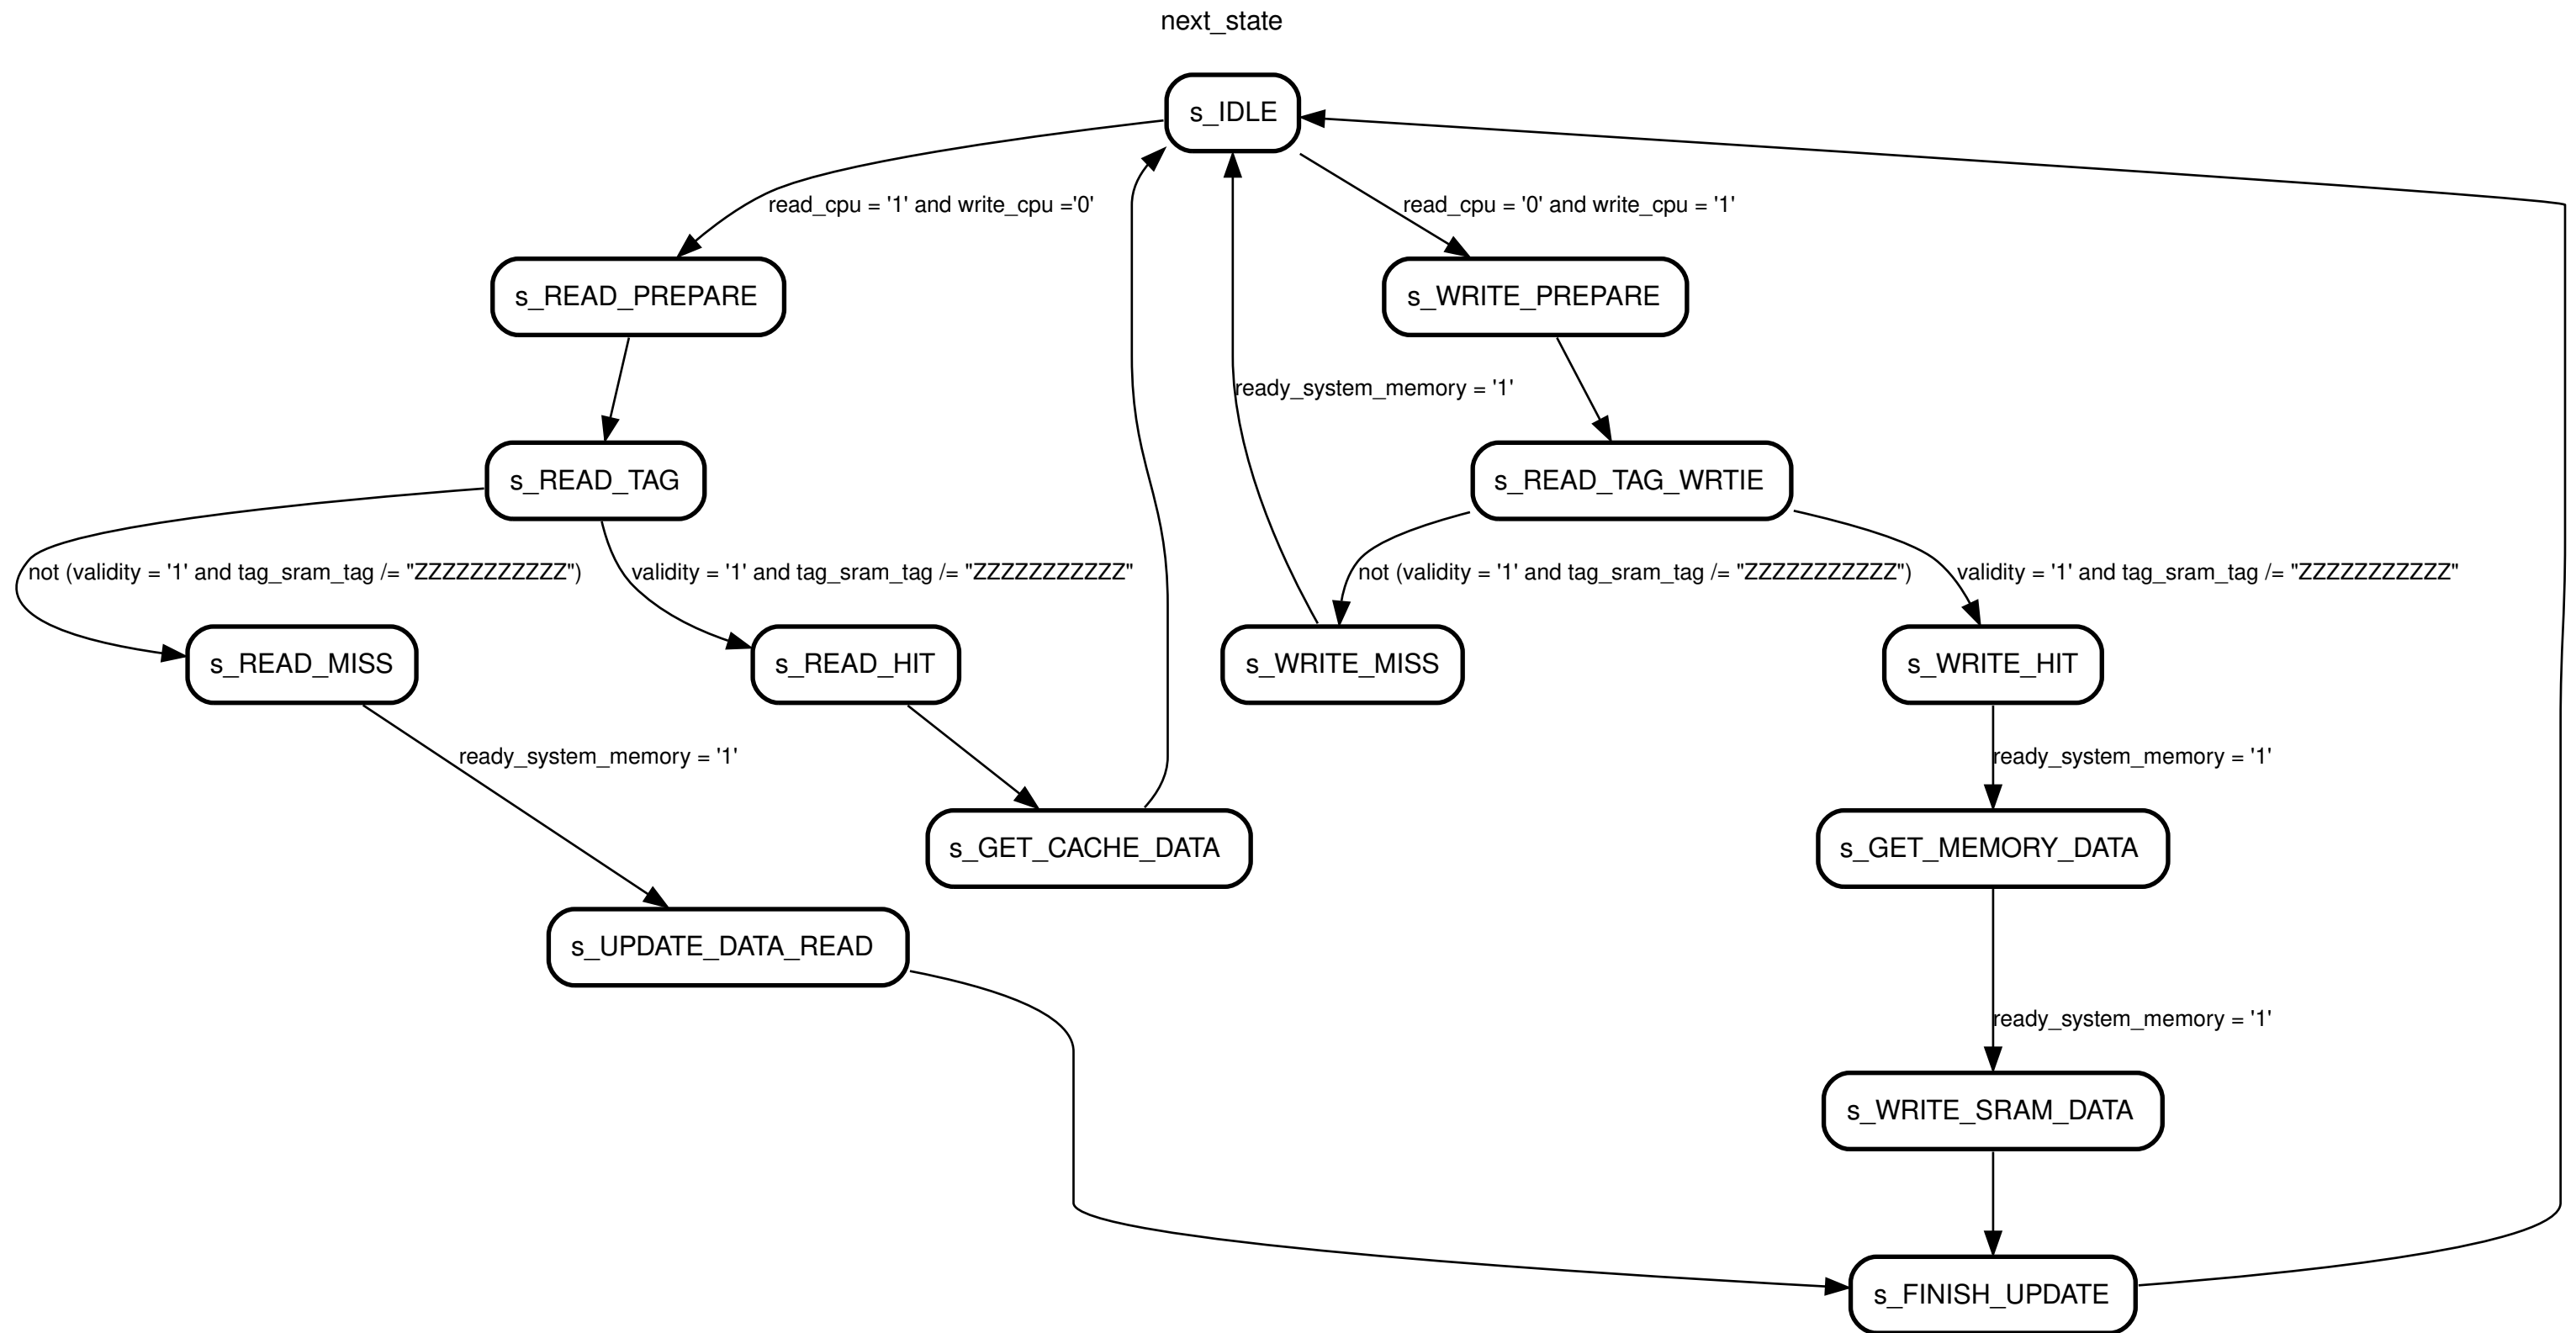 next_state
s_IDLE
read_cpu = '1' and write_cpu ='0'
read_cpu = '0' and write_cpu = '1'
s_READ_PREPARE
s_WRITE_PREPARE
ready_system_memory = '1'
s_READ_TAG
s_READ_TAG_WRTIE
not (validity = '1' and tag_sram_tag /= "ZZZZZZZZZZZ")
validity = '1' and tag_sram_tag /= "ZZZZZZZZZZZ"
not (validity = '1' and tag_sram_tag /= "ZZZZZZZZZZZ")
validity = '1' and tag_sram_tag /= "ZZZZZZZZZZZ"
s_READ_MISS
s_READ_HIT
s_WRITE_MISS
s_WRITE_HIT
ready_system_memory = '1'
ready_system_memory = '1'
s_GET_CACHE_DATA
s_GET_MEMORY_DATA
s_UPDATE_DATA_READ
ready_system_memory = '1'
s_WRITE_SRAM_DATA
s_FINISH_UPDATE